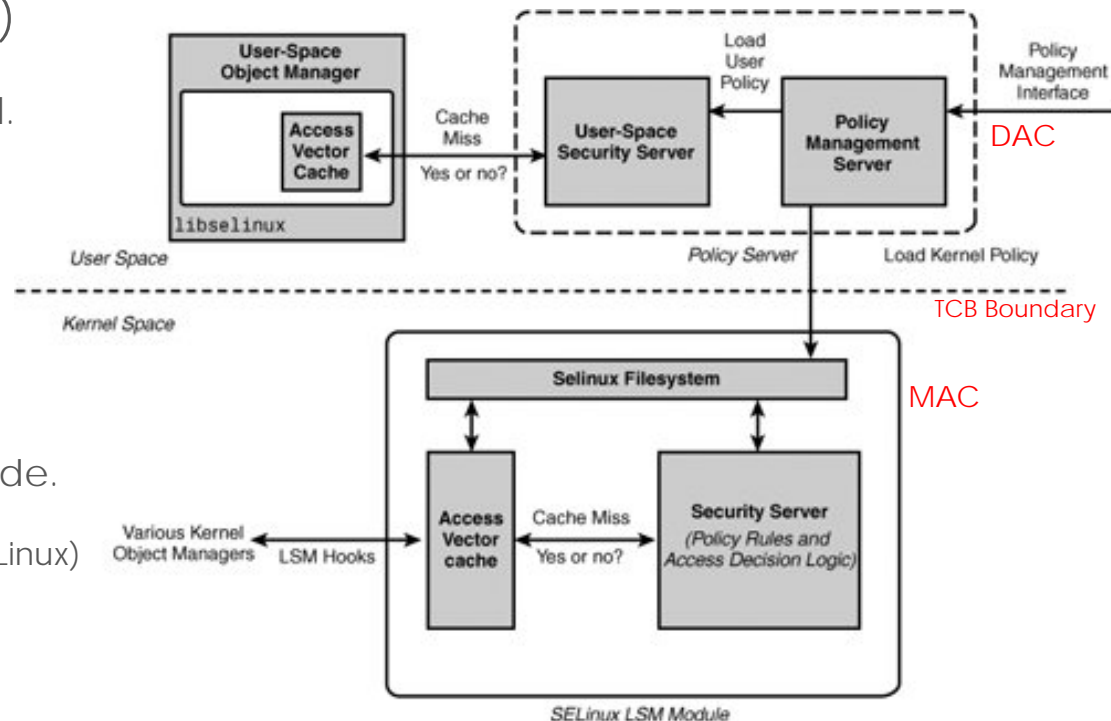 )
l.
de.
Linux)
User-Space
Object Manager
Access
Vector
Cache
libselinux
User Space
Cache
Miss
Yes or no?
User-Space
Security Server
Load
User
Policy
Policy
Management
Server
Policy
Management
Interface
DAC
Policy Server
Load Kernel Policy
TCB Boundary
Kernel Space
Selinux Filesystem
MAC
Various Kernel
Object Managers
LSM Hooks
Access
Vector
cache
Cache Miss
Yes or no?
Security Server
(Policy Rules and
Access Decision Logic)
SELinux LSM Module